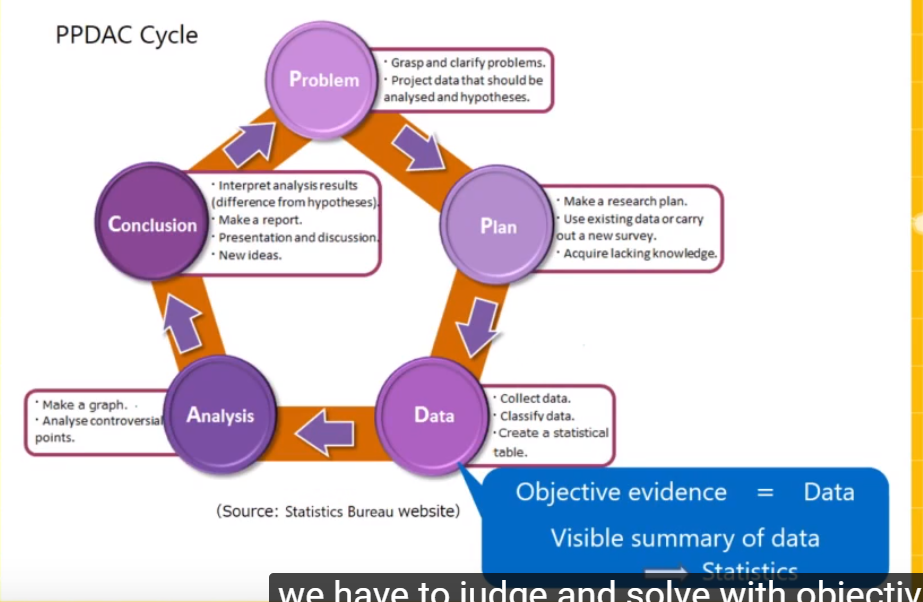 PPDAC Cycle
Problem
· Grasp and clarify problems.
· Project data that should be
analysed and hypotheses.
Plan
· Make a research plan.
· Use existing data or carry
out a new survey.
· Acquire lacking knowledge.
Data
· Collect data.
· Classify data.
· Create a statistical
table.
Analysis
· Make a graph.
· Analyse controversial
points.
Conclusion
· Interpret analysis results
(difference from hypotheses).
· Make a report.
· Presentation and discussion.
· New ideas.
(Source: Statistics Bureau website)
Objective evidence = Data
Visible summary of data
Statistics
we have to judge and solve with objectiv